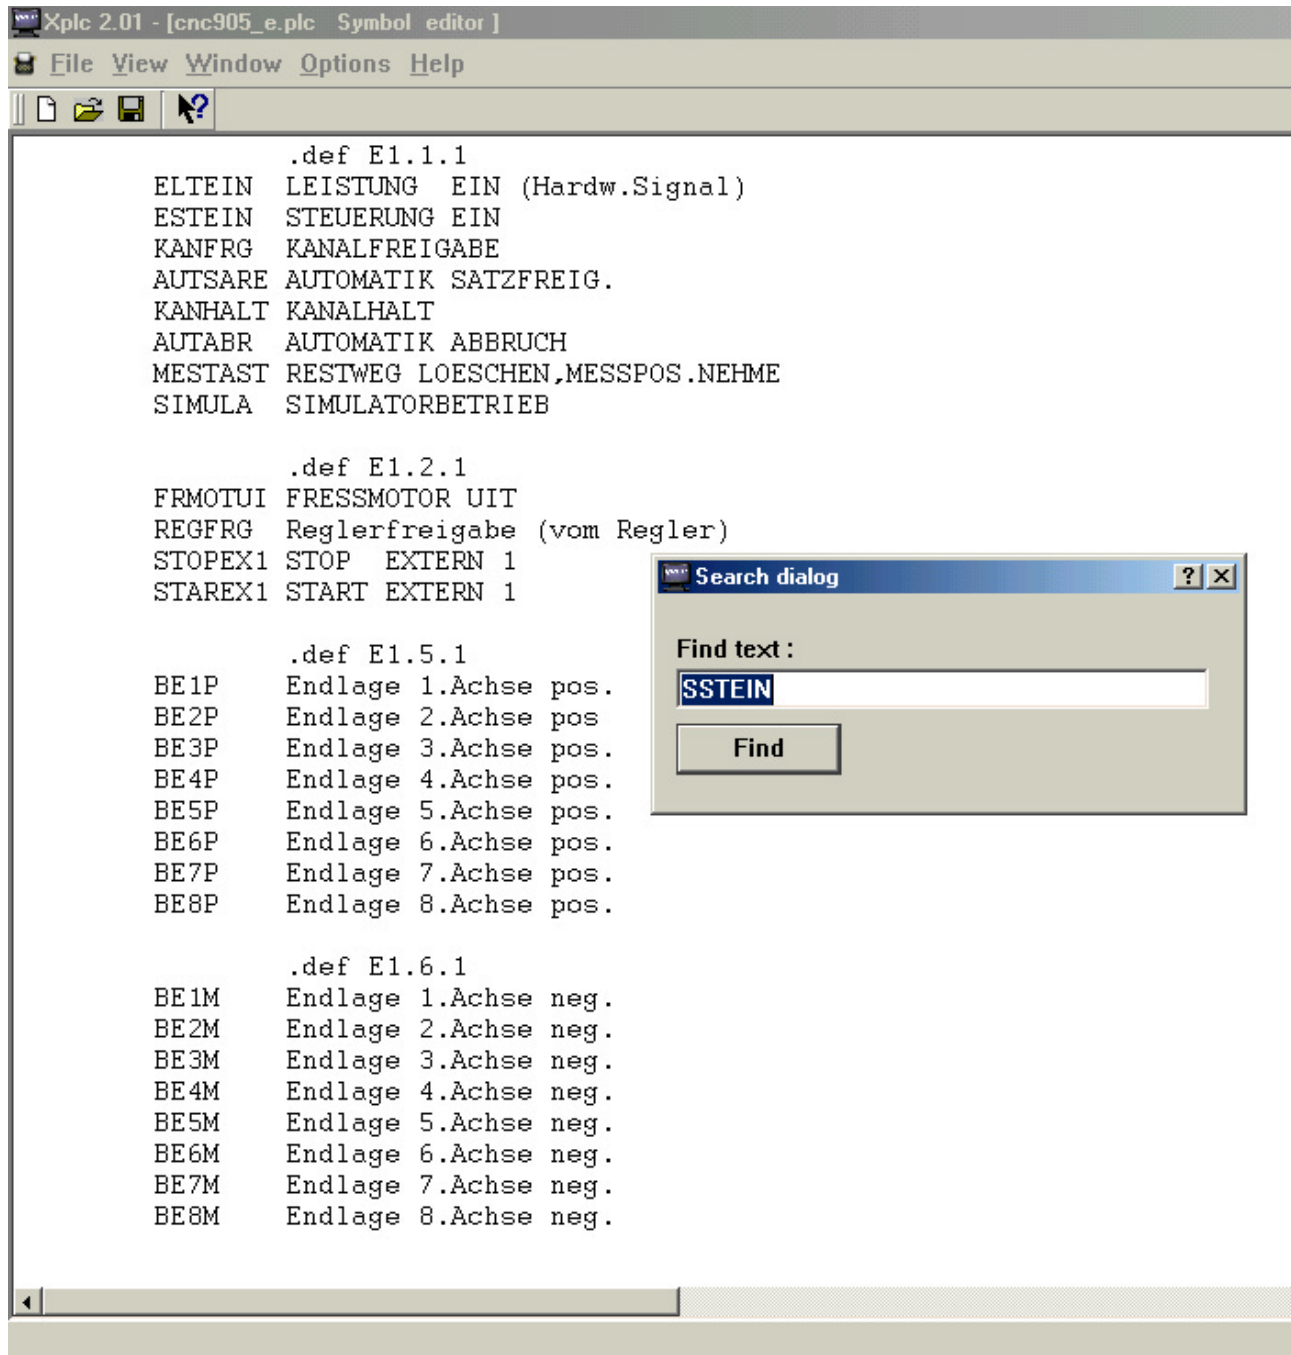 Xplc 2.01 - [cnc905_e.plc Symbol editor ]
File View Window Options Help
.def E1.1.1
ELTEIN LEISTUNG EIN (Hardw.Signal)
ESTEIN STEUERUNG EIN
KANFRG KANALFREIGABE
AUTSARE AUTOMATIK SATZFREIG.
KANHALT KANALHALT
AUTABR AUTOMATIK ABBRUCH
MESTAST RESTWEG LOESCHEN,MESSPOS.NEHME
SIMULA SIMULATORBETRIEB
.def E1.2.1
FRMOTUI FRESSMOTOR UIT
REGFRG Reglerfreigabe (vom Regler)
STOPEX1 STOP EXTERN 1
STAREX1 START EXTERN 1
.def E1.5.1
BE1P Endlage 1.Achse pos.
BE2P Endlage 2.Achse pos
BE3P Endlage 3.Achse pos.
BE4P Endlage 4.Achse pos.
BE5P Endlage 5.Achse pos.
BE6P Endlage 6.Achse pos.
BE7P Endlage 7.Achse pos.
BE8P Endlage 8.Achse pos.
.def E1.6.1
BE1M Endlage 1.Achse neg.
BE2M Endlage 2.Achse neg.
BE3M Endlage 3.Achse neg.
BE4M Endlage 4.Achse neg.
BE5M Endlage 5.Achse neg.
BE6M Endlage 6.Achse neg.
BE7M Endlage 7.Achse neg.
BE8M Endlage 8.Achse neg.
Search dialog
Find text :
SSTEIN
Find